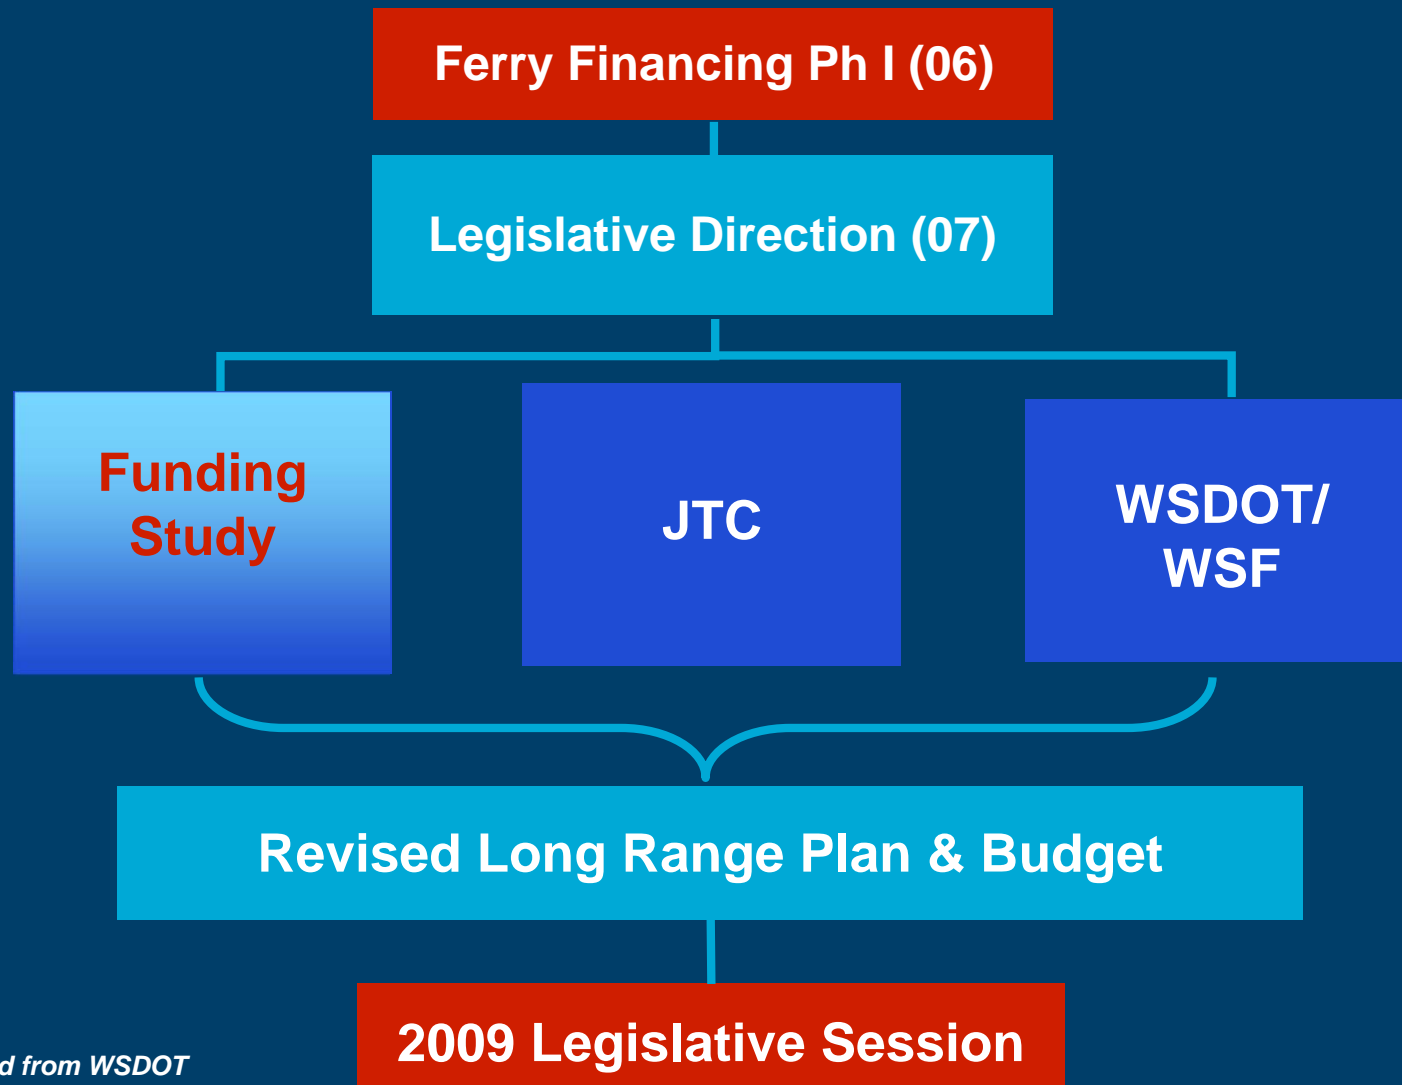 Ferry Financing Ph I (06)
Legislative Direction (07)
Funding
Study
JTC
WSDOT/
WSF
Revised Long Range Plan & Budget
2009 Legislative Session
from WSDOT